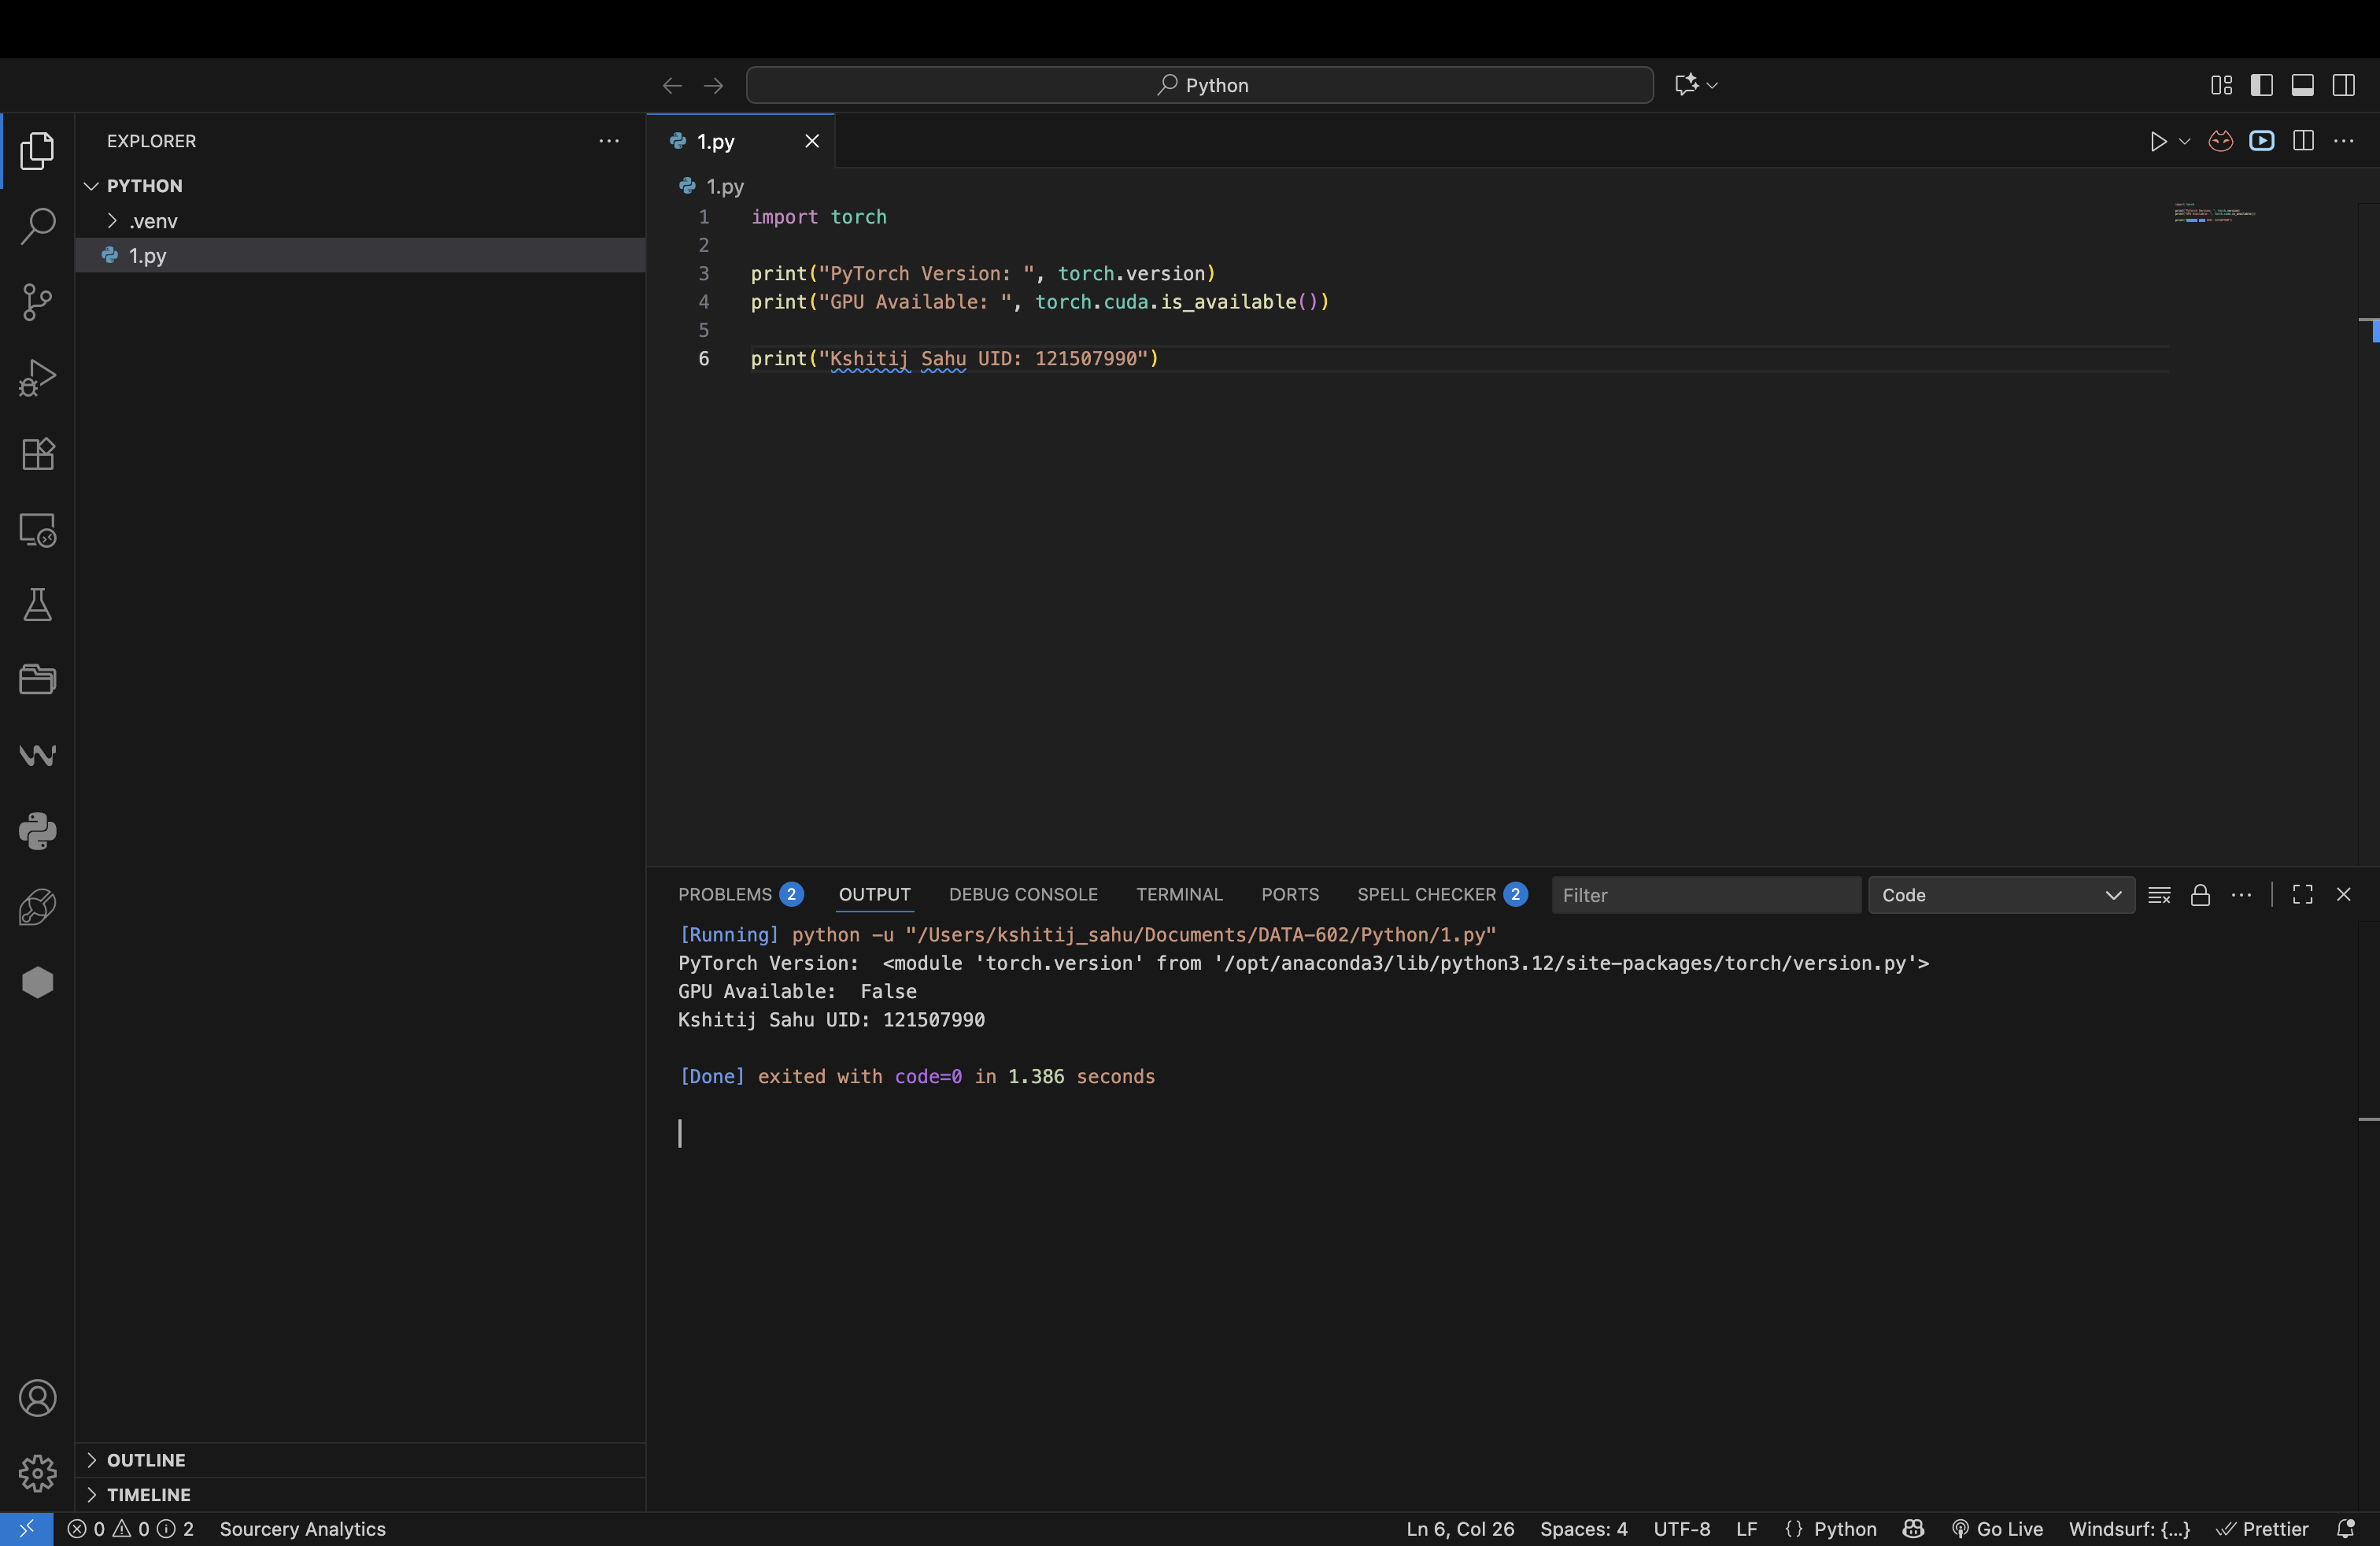 Python
EXPLORER
PYTHON
.venv
1.py
1.py
1.py
1 import torch
2
3 print("PyTorch Version: ", torch.version)
4 print("GPU Available: ", torch.cuda.is_available())
5
6 print("Kshitij Sahu UID: 121507990")
PROBLEMS 2 OUTPUT DEBUG CONSOLE TERMINAL PORTS SPELL CHECKER 2 Filter Code
[Running] python -u "/Users/kshitij_sahu/Documents/DATA-602/Python/1.py"
PyTorch Version:  <module 'torch.version' from '/opt/anaconda3/lib/python3.12/site-packages/torch/version.py'>
GPU Available:  False
Kshitij Sahu UID: 121507990
[Done] exited with code=0 in 1.386 seconds
OUTLINE
TIMELINE
0 0 2 Sourcery Analytics Ln 6, Col 26 Spaces: 4 UTF-8 LF {} Python Go Live Windsurf: {...} Prettier